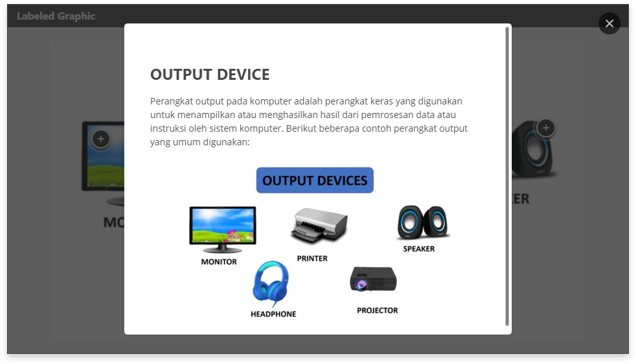 Labeled Graphic
OUTPUT DEVICE
Perangkat output pada komputer adalah perangkat keras yang digunakan
untuk menampilkan atau menghasilkan hasil dari pemrosesan data atau
instruksi oleh sistem komputer. Berikut beberapa contoh perangkat output
yang umum digunakan:
OUTPUT DEVICES
MONITOR
PRINTER
SPEAKER
HEADPHONE
PROJECTOR
MO
ER